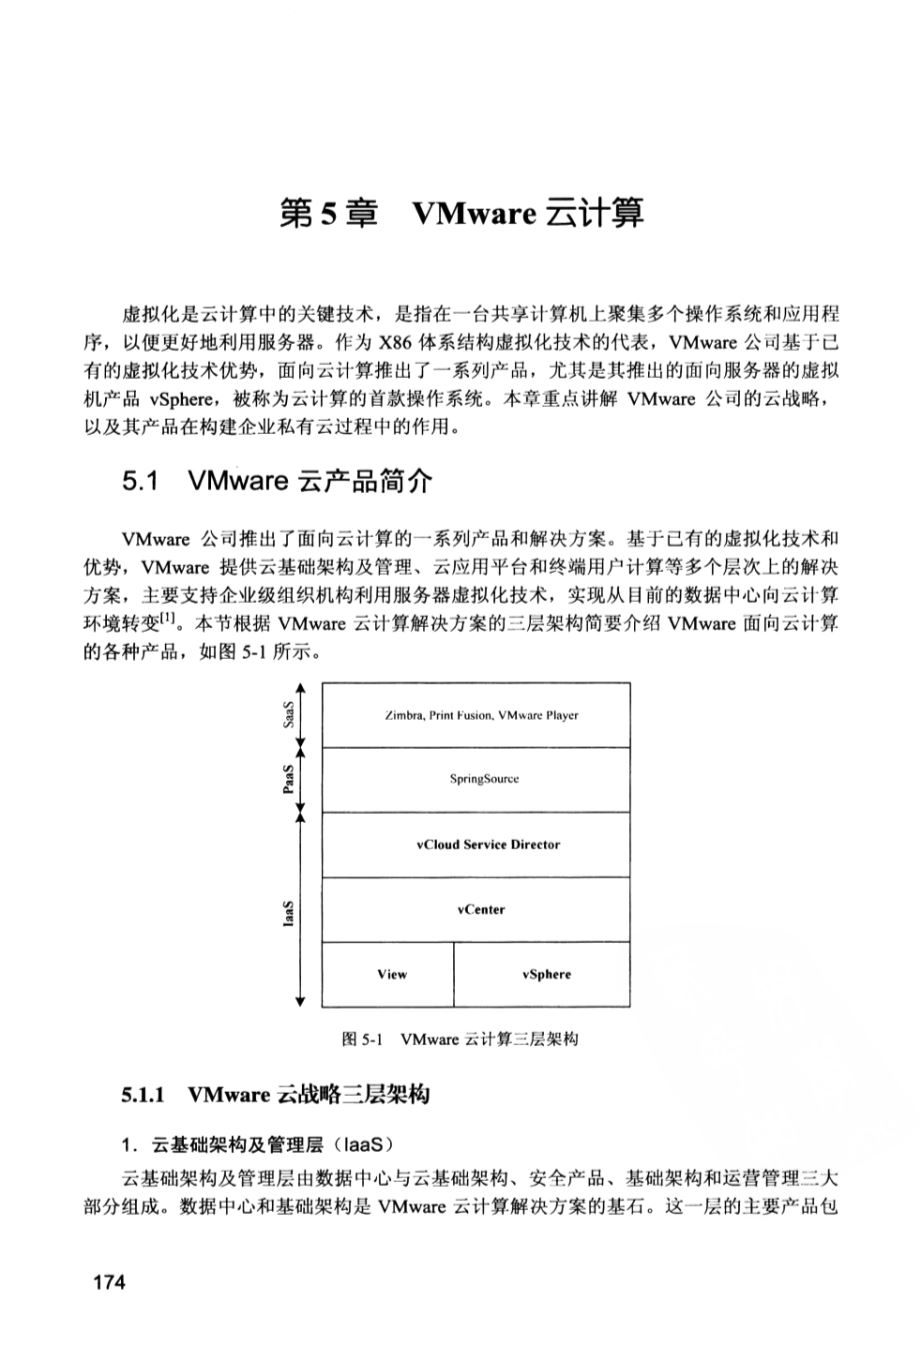 第 5 章 VMware 云计算
虚拟化是云计算中的关键技术，是指在一台共享计算机上聚集多个操作系统和应用程
序，以便更好地利用服务器。作为 X86 体系结构虚拟化技术的代表，VMware 公司基于已
有的虚拟化技术优势，面向云计算推出了一系列产品，尤其是其推出的面向服务器的虚拟
机产品 vSphere，被称为云计算的首款操作系统。本章重点讲解 VMware 公司的云战略，
以及其产品在构建企业私有云过程中的作用。
5.1 VMware 云产品简介
VMware 公司推出了面向云计算的一系列产品和解决方案。基于已有的虚拟化技术和
优势，VMware 提供云基础架构及管理、云应用平台和终端用户计算等多个层次上的解决
方案，主要支持企业级组织机构利用服务器虚拟化技术，实现从目前的数据中心向云计算
环境转变[1]。本节根据 VMware 云计算解决方案的三层架构简要介绍 VMware 面向云计算
的各种产品，如图 5-1 所示。
SaaS
Zimbra, Print Fusion, VMware Player
PaaS
SpringSource
vCloud Service Director
IaaS
vCenter
View
vSphere
图 5-1 VMware 云计算三层架构
5.1.1 VMware 云战略三层架构
1．云基础架构及管理层（IaaS）
云基础架构及管理层由数据中心与云基础架构、安全产品、基础架构和运营管理三大
部分组成。数据中心和基础架构是 VMware 云计算解决方案的基石。这一层的主要产品包
174